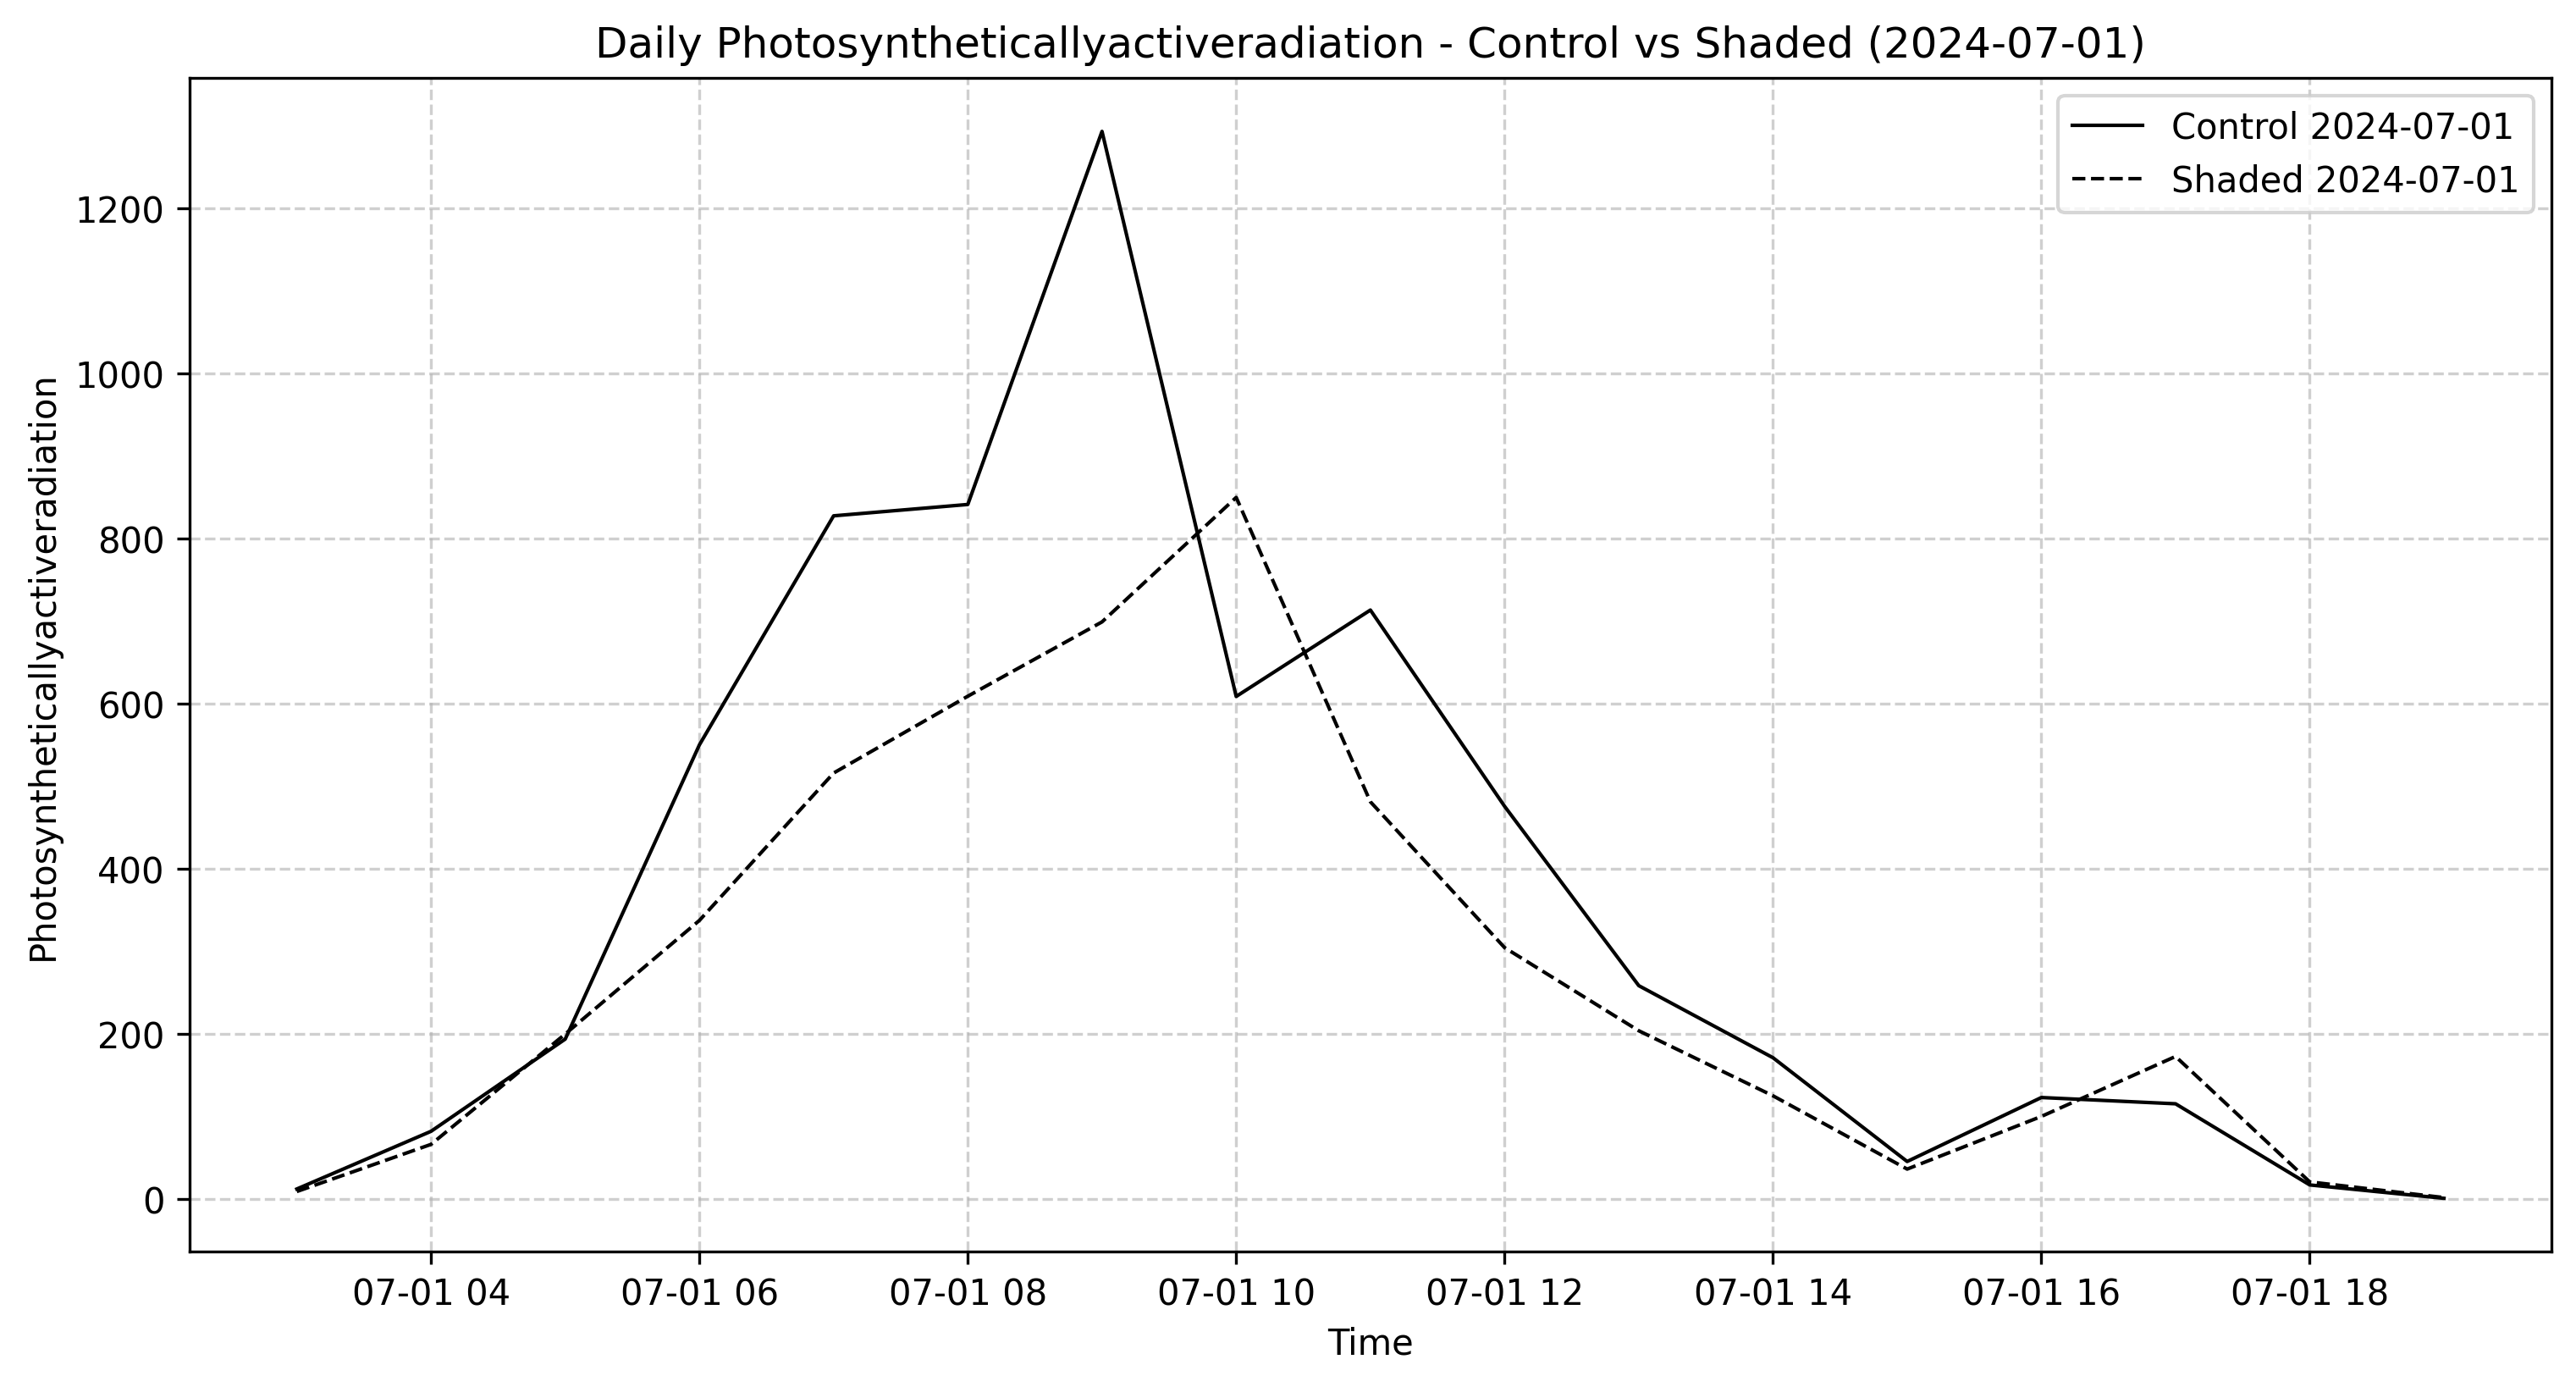 Daily Photosyntheticallyactiveradiation - Control vs Shaded (2024-07-01)
Control 2024-07-01
Shaded 2024-07-01
Photosyntheticallyactiveradiation
1200
1000
800
600
400
200
0
07-01 04 07-01 06 07-01 08 07-01 10 07-01 12 07-01 14 07-01 16 07-01 18
Time